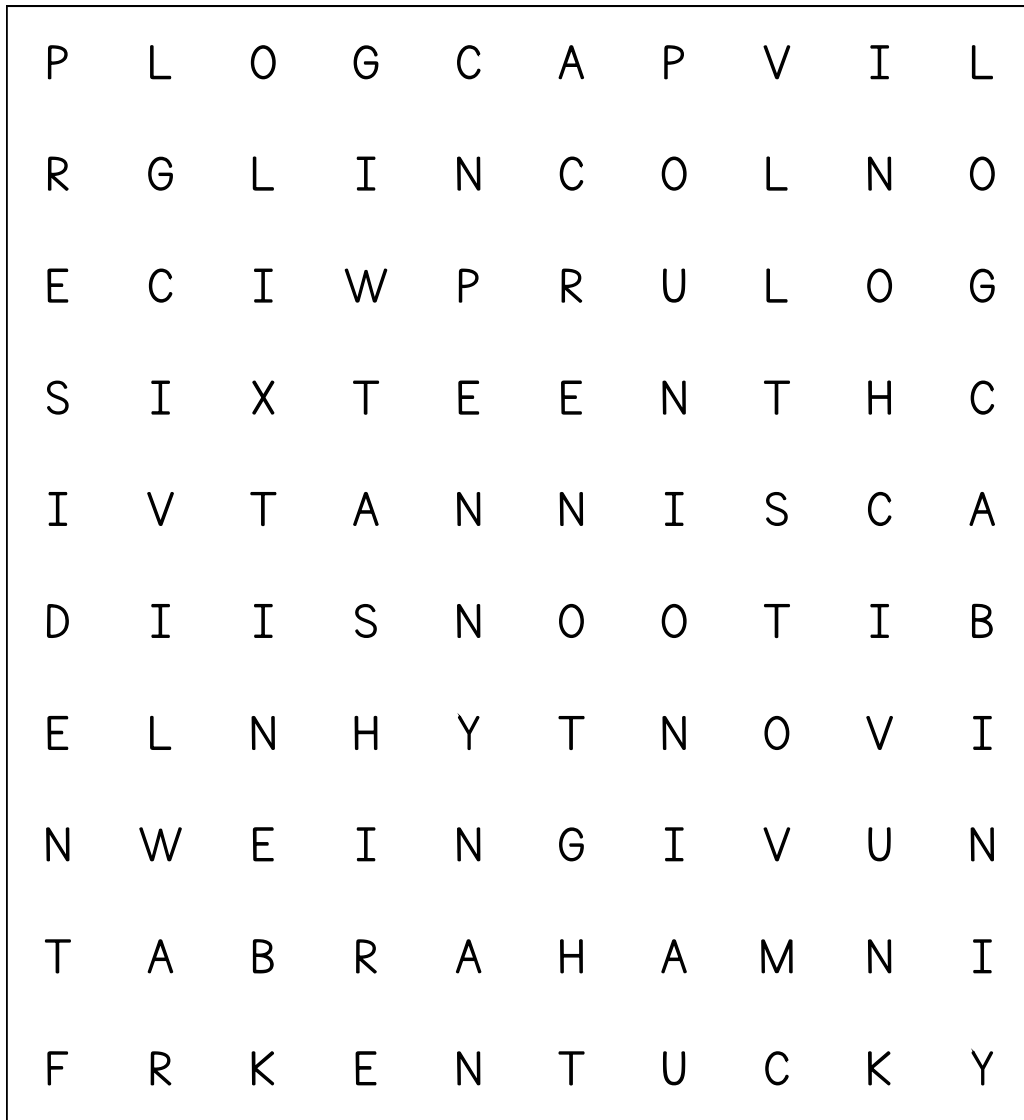 P L O G C A P V I L
R G L I N C O L N O
E C I W P R U L O G
S I X T E E N T H C
I V T A N N I S C A
D I I S N O O T I B
E L N H Y T N O V I
N W E I N G I V U N
T A B R A H A M N I
F R K E N T U C K Y